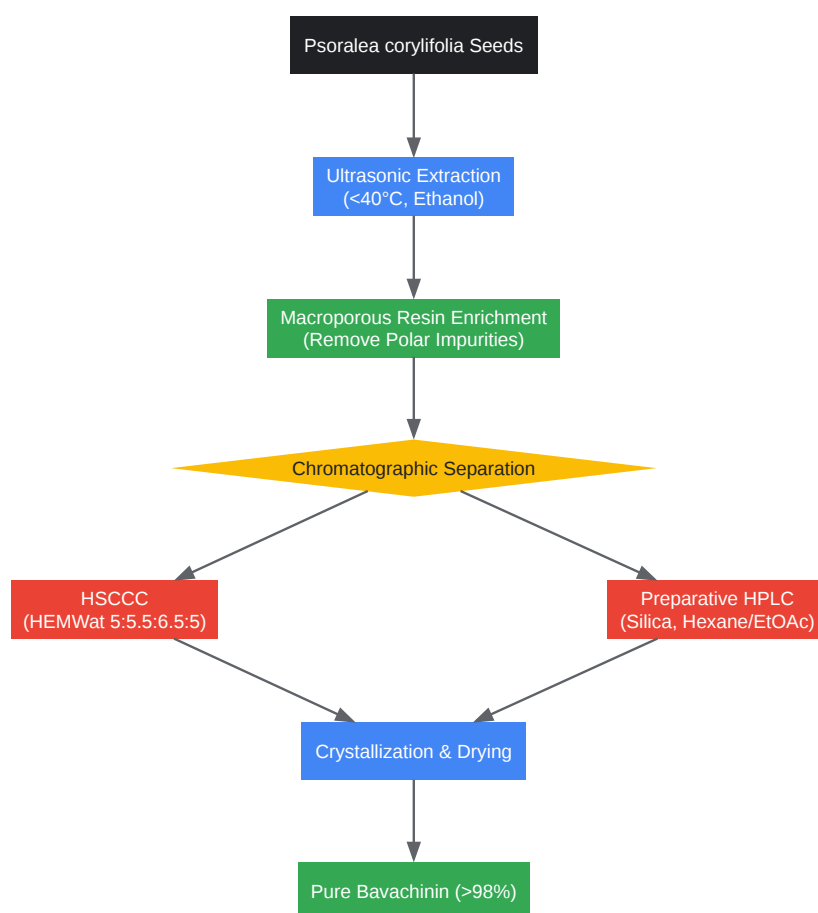 Psoralea corylifolia Seeds
Ultrasonic Extraction
(<40°C, Ethanol)
Macroporous Resin Enrichment
(Remove Polar Impurities)
Chromatographic Separation
HSCCC
(HEMWat 5:5.5:6.5:5)
Preparative HPLC
(Silica, Hexane/EtOAc)
Crystallization & Drying
Pure Bavachinin (>98%)